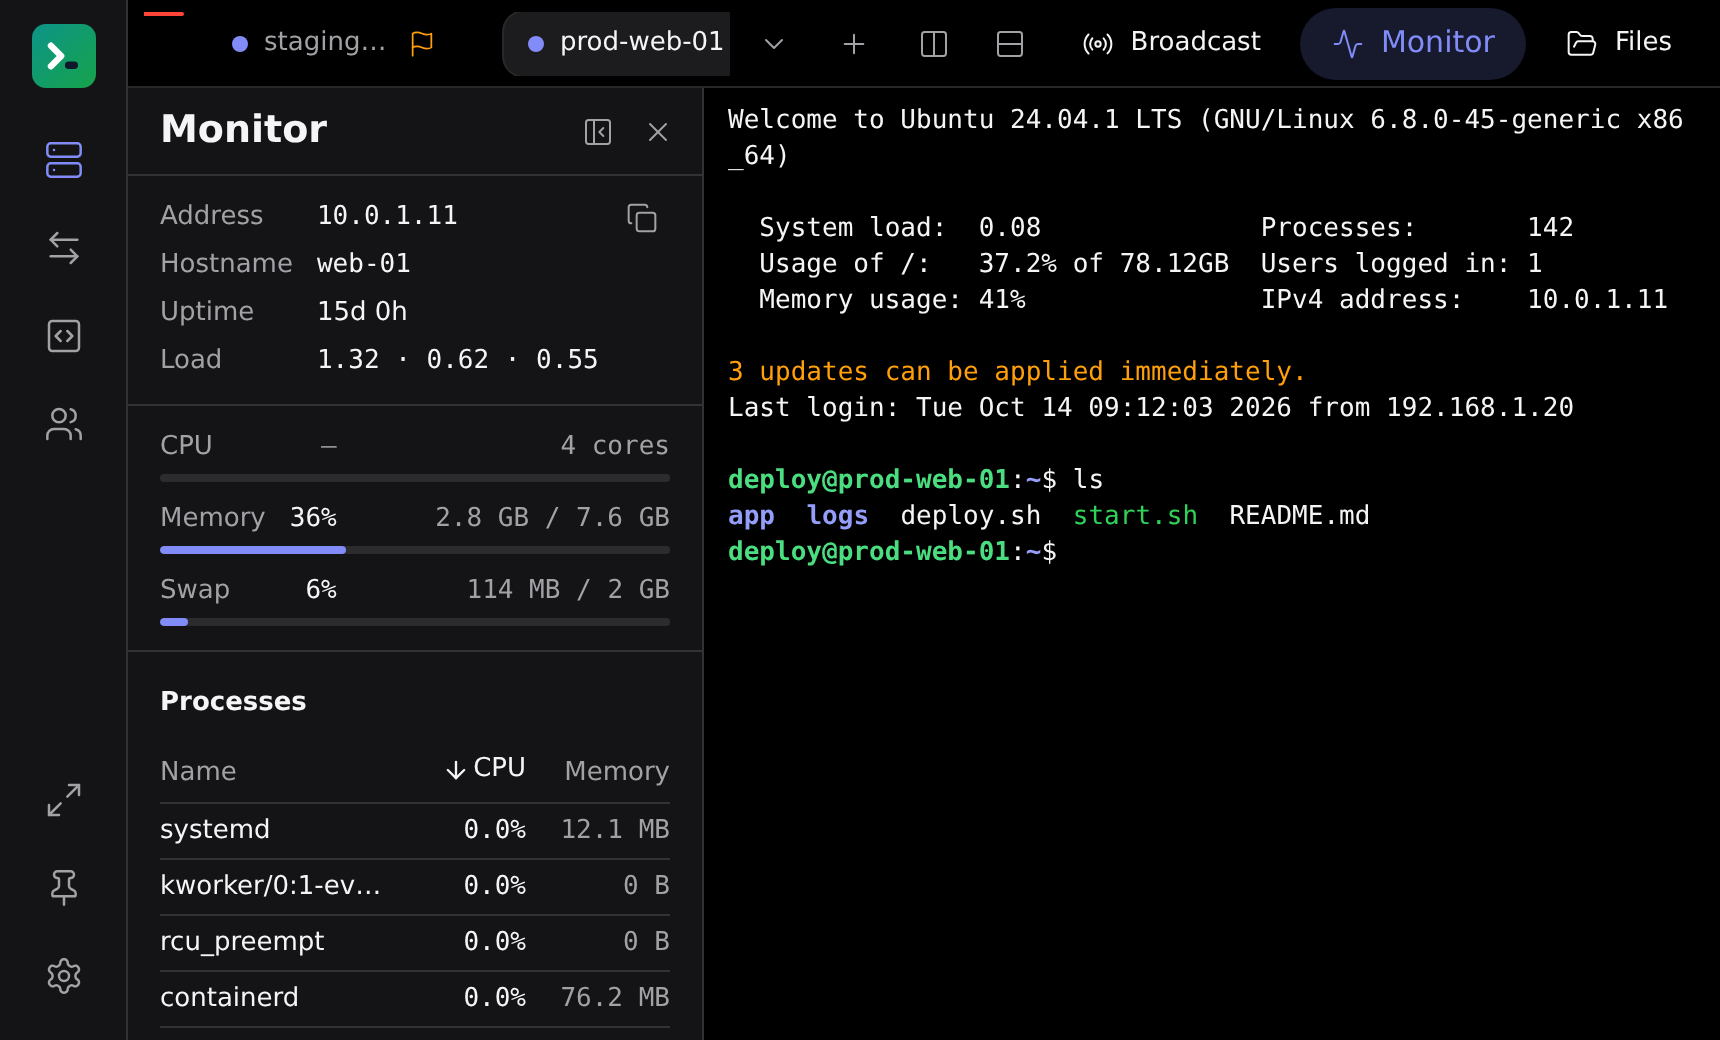 staging…
prod-web-01
Broadcast
Monitor
Files
Monitor
Address 10.0.1.11
Hostname web-01
Uptime 15d 0h
Load 1.32 · 0.62 · 0.55
CPU – 4 cores
Memory 36% 2.8 GB / 7.6 GB
Swap 6% 114 MB / 2 GB
Processes
Name CPU Memory
systemd 0.0% 12.1 MB
kworker/0:1-ev… 0.0% 0 B
rcu_preempt 0.0% 0 B
containerd 0.0% 76.2 MB
Welcome to Ubuntu 24.04.1 LTS (GNU/Linux 6.8.0-45-generic x86
_64)
System load: 0.08 Processes: 142
Usage of /: 37.2% of 78.12GB Users logged in: 1
Memory usage: 41% IPv4 address: 10.0.1.11
3 updates can be applied immediately.
Last login: Tue Oct 14 09:12:03 2026 from 192.168.1.20
deploy@prod-web-01:~$ ls
app logs deploy.sh start.sh README.md
deploy@prod-web-01:~$